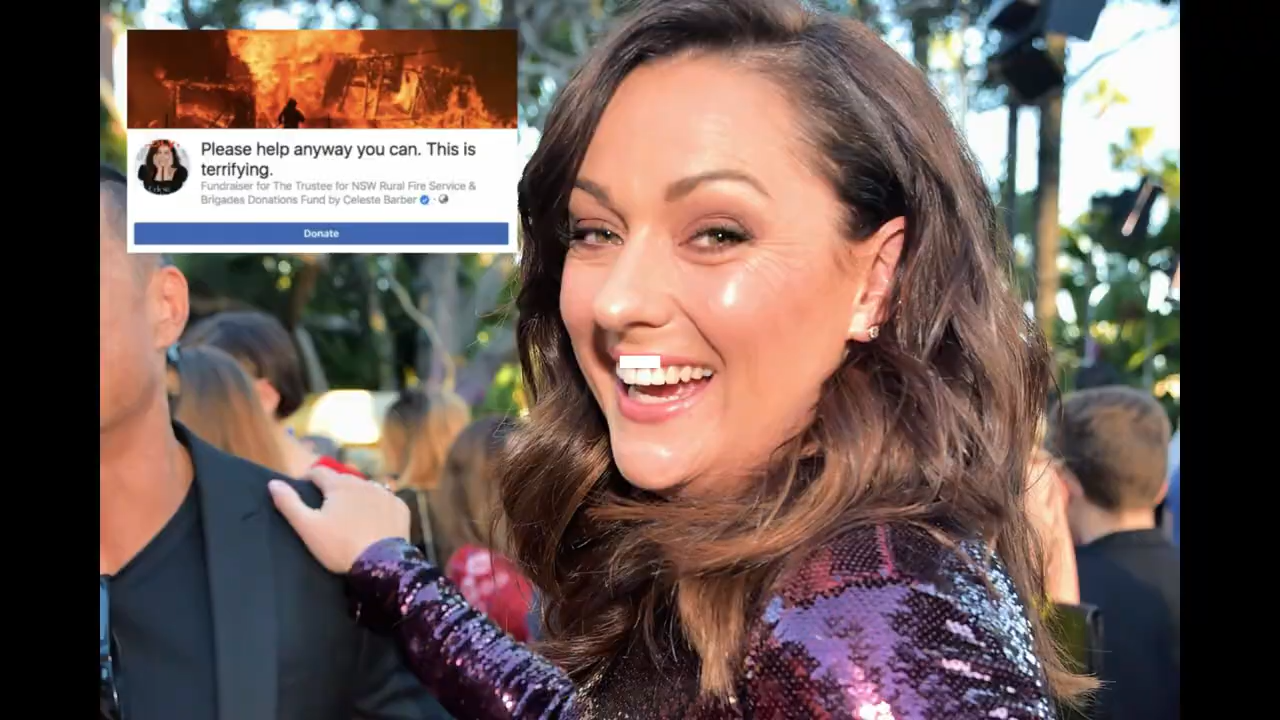 Please help anyway you can. This is
terrifying.
Fundraiser for The Trustee for NSW Rural Fire Service &
Brigades Donations Fund by Celeste Barber
Donate